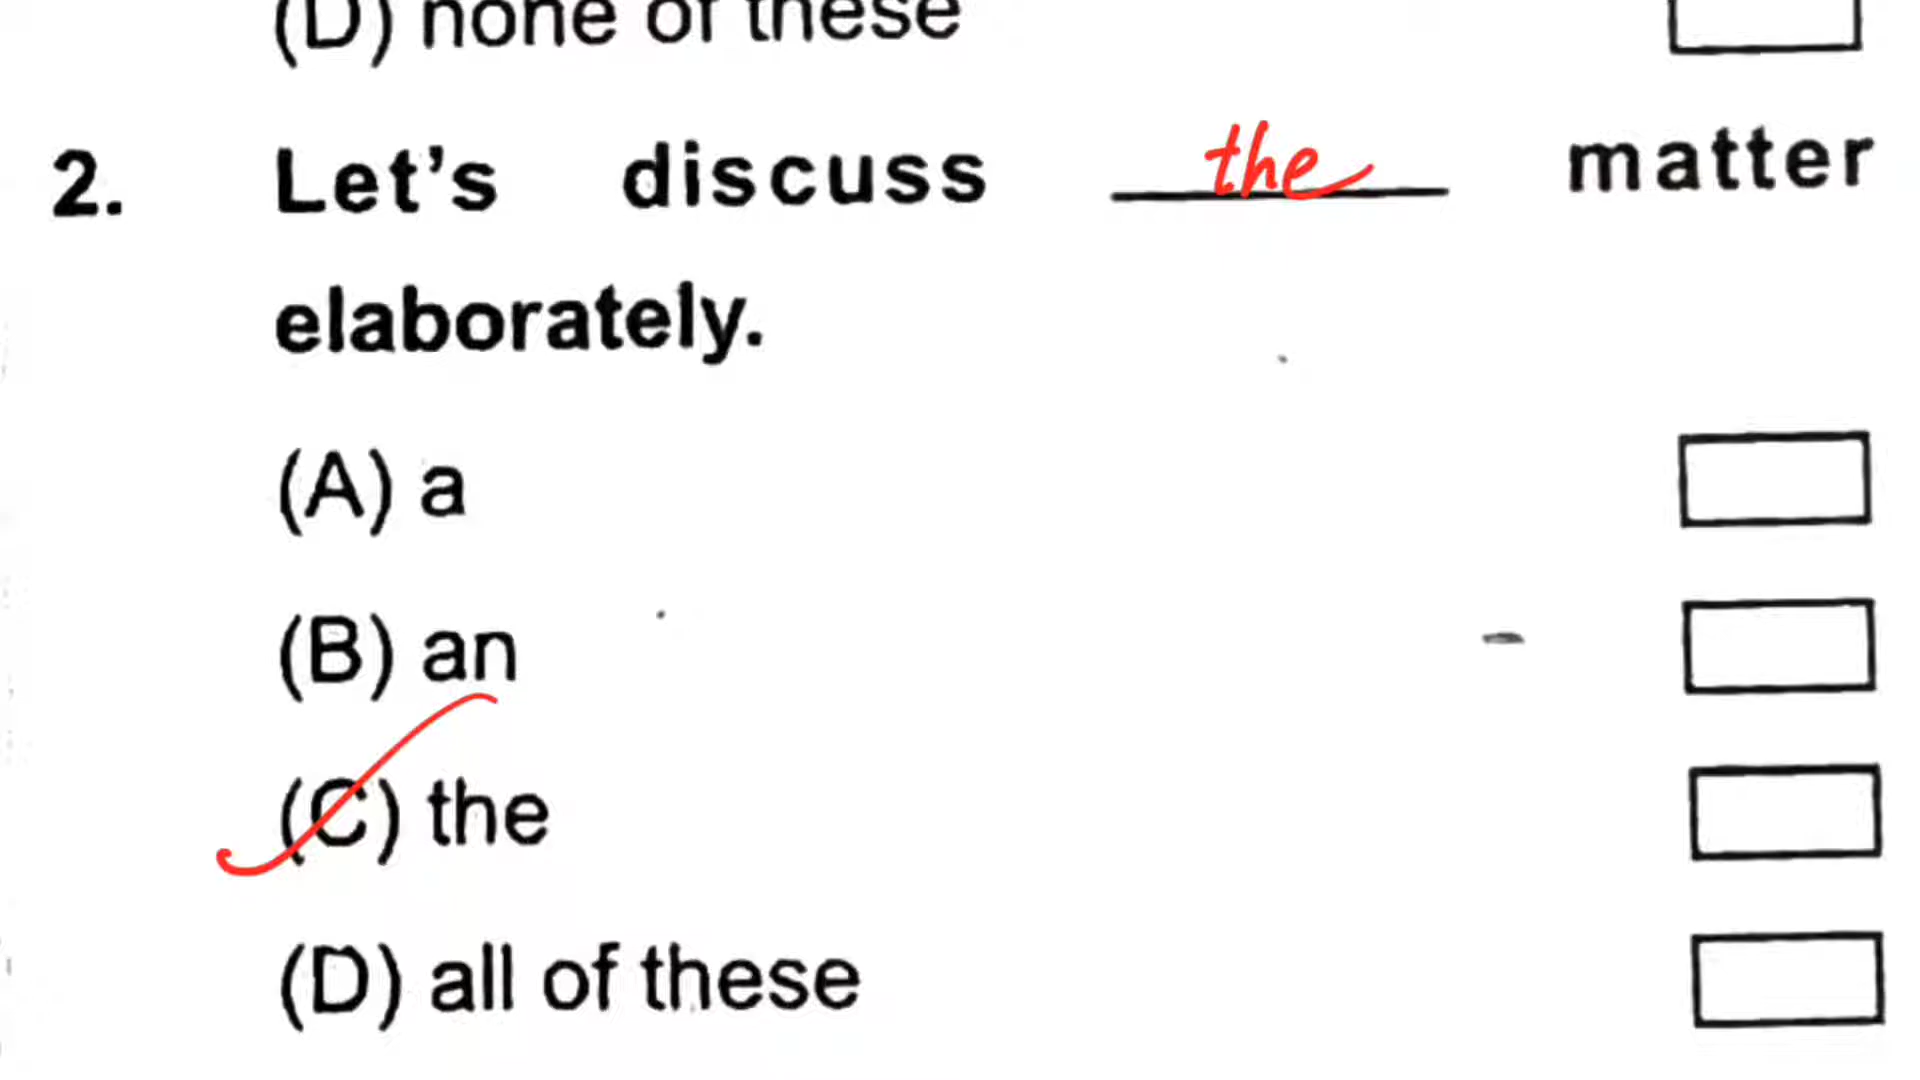 (D) none of these
2. Let's discuss the matter
elaborately.
(A) a
(B) an
(C) the
(D) all of these